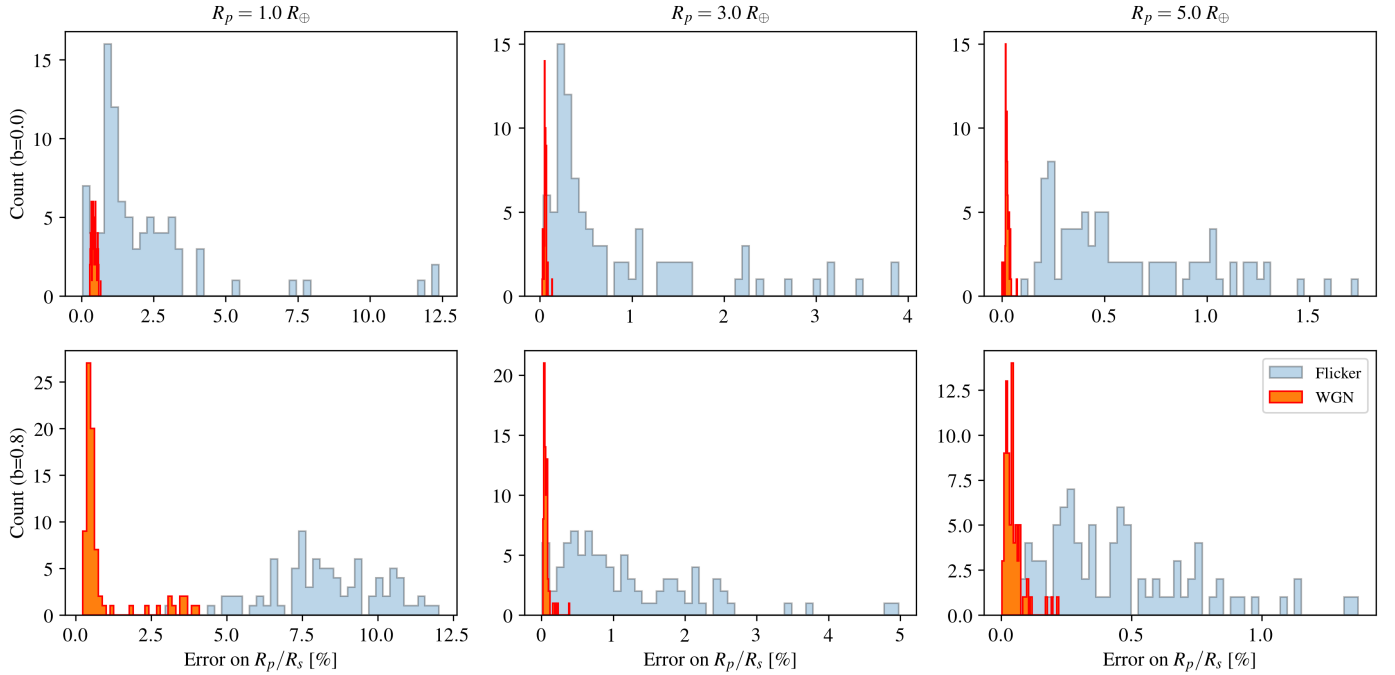 R_p = 1.0 R_⊕
R_p = 3.0 R_⊕
R_p = 5.0 R_⊕
Count (b=0.0)
15
10
5
0
0.0 2.5 5.0 7.5 10.0 12.5
15
10
5
0
0 1 2 3 4
15
10
5
0
0.0 0.5 1.0 1.5
Count (b=0.8)
25
20
15
10
5
0
0.0 2.5 5.0 7.5 10.0 12.5
Error on R_p/R_s [%]
20
15
10
5
0
0 1 2 3 4 5
Error on R_p/R_s [%]
12.5
10.0
7.5
5.0
2.5
0.0
0.0 0.5 1.0
Error on R_p/R_s [%]
Flicker
WGN